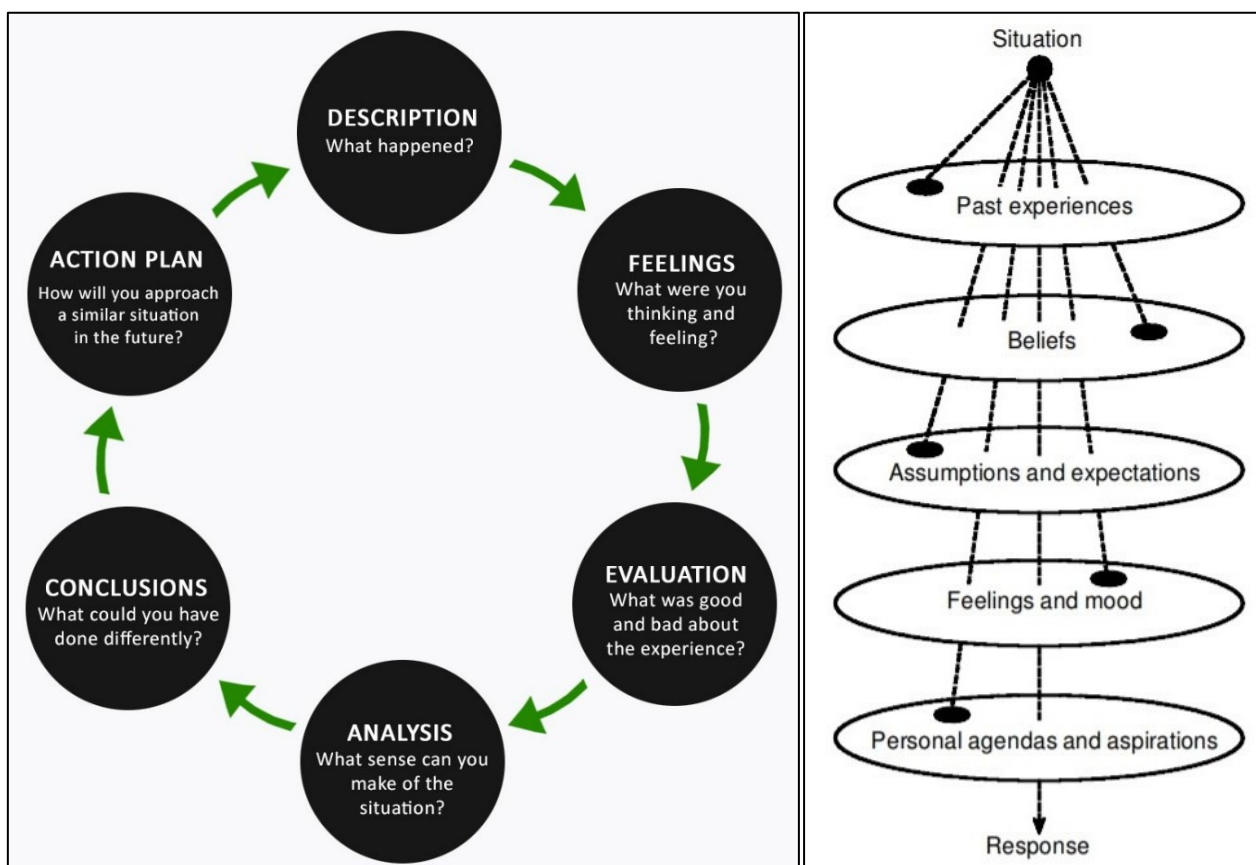 DESCRIPTION
What happened?
FEELINGS
What were you
thinking and
feeling?
EVALUATION
What was good
and bad about
the experience?
ANALYSIS
What sense can you
make of the
situation?
CONCLUSIONS
What could you have
done differently?
ACTION PLAN
How will you approach
a similar situation
in the future?
Situation
Past experiences
Beliefs
Assumptions and expectations
Feelings and mood
Personal agendas and aspirations
Response